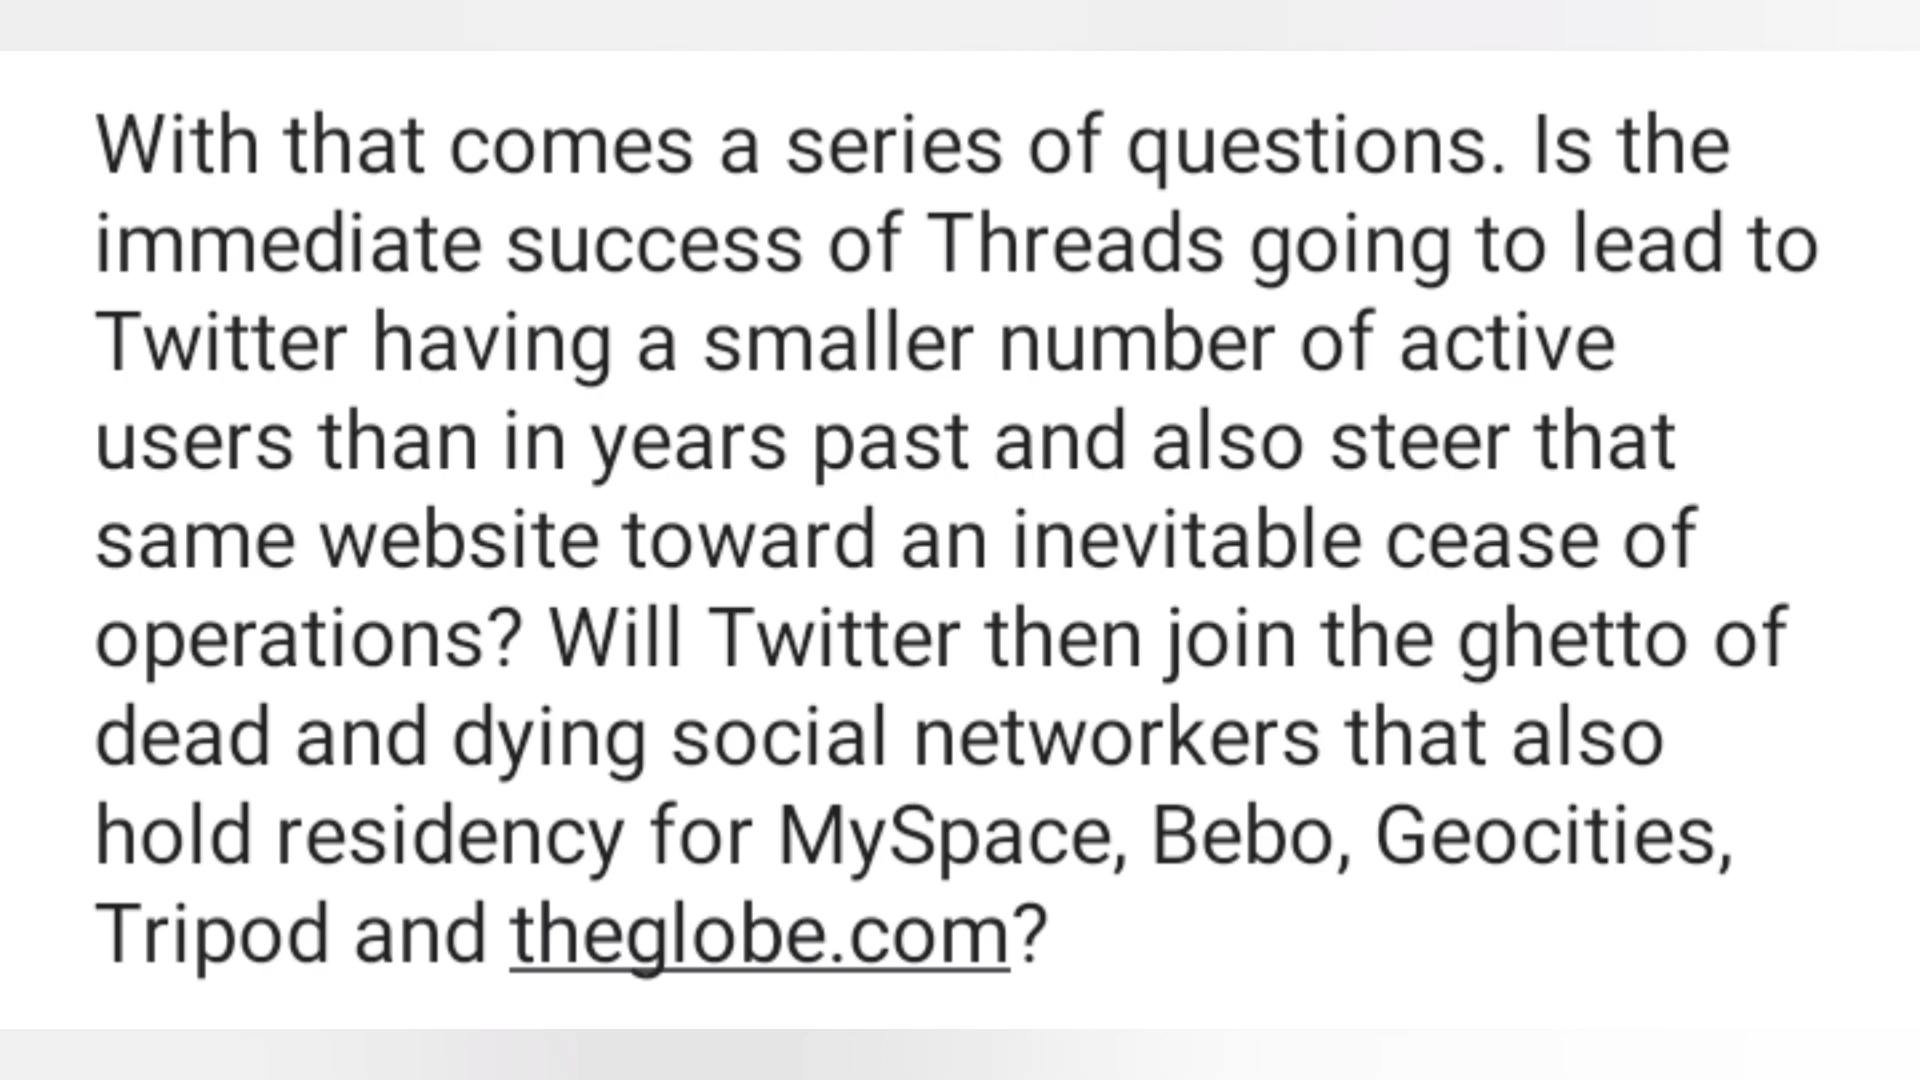 With that comes a series of questions. Is the
immediate success of Threads going to lead to
Twitter having a smaller number of active
users than in years past and also steer that
same website toward an inevitable cease of
operations? Will Twitter then join the ghetto of
dead and dying social networkers that also
hold residency for MySpace, Bebo, Geocities,
Tripod and theglobe.com?